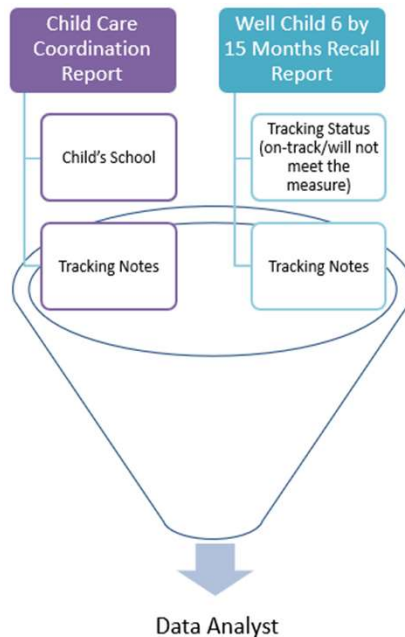 Child Care
Coordination
Report
Well Child 6 by
15 Months Recall
Report
Child's School
Tracking Status
(on-track/will not
meet the
measure)
Tracking Notes
Tracking Notes
Data Analyst